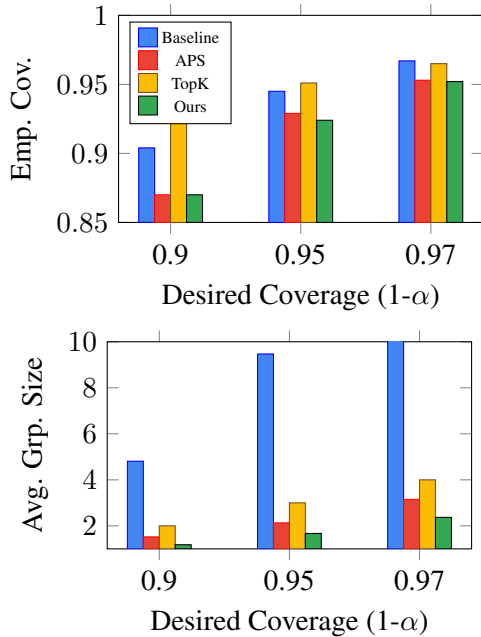 1
0.95
0.9
0.85
Emp. Cov.
Baseline
APS
TopK
Ours
0.9 0.95 0.97
Desired Coverage (1-α)
10
8
6
4
2
Avg. Grp. Size
0.9 0.95 0.97
Desired Coverage (1-α)